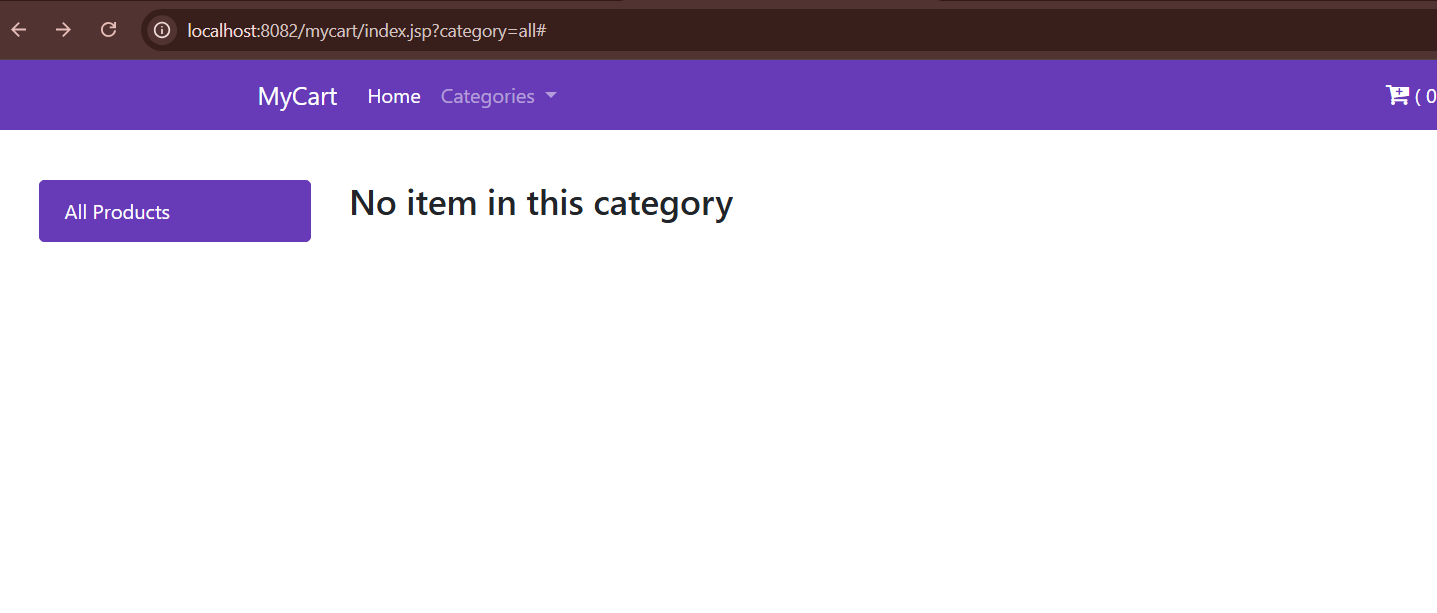 localhost:8082/mycart/index.jsp?category=all#
MyCart Home Categories ( 0
All Products
No item in this category